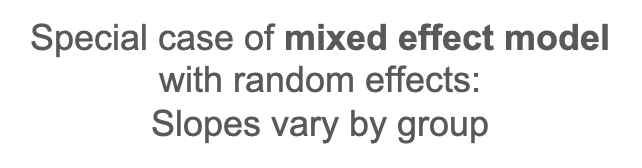 Special case of mixed effect model
with random effects:
Slopes vary by group